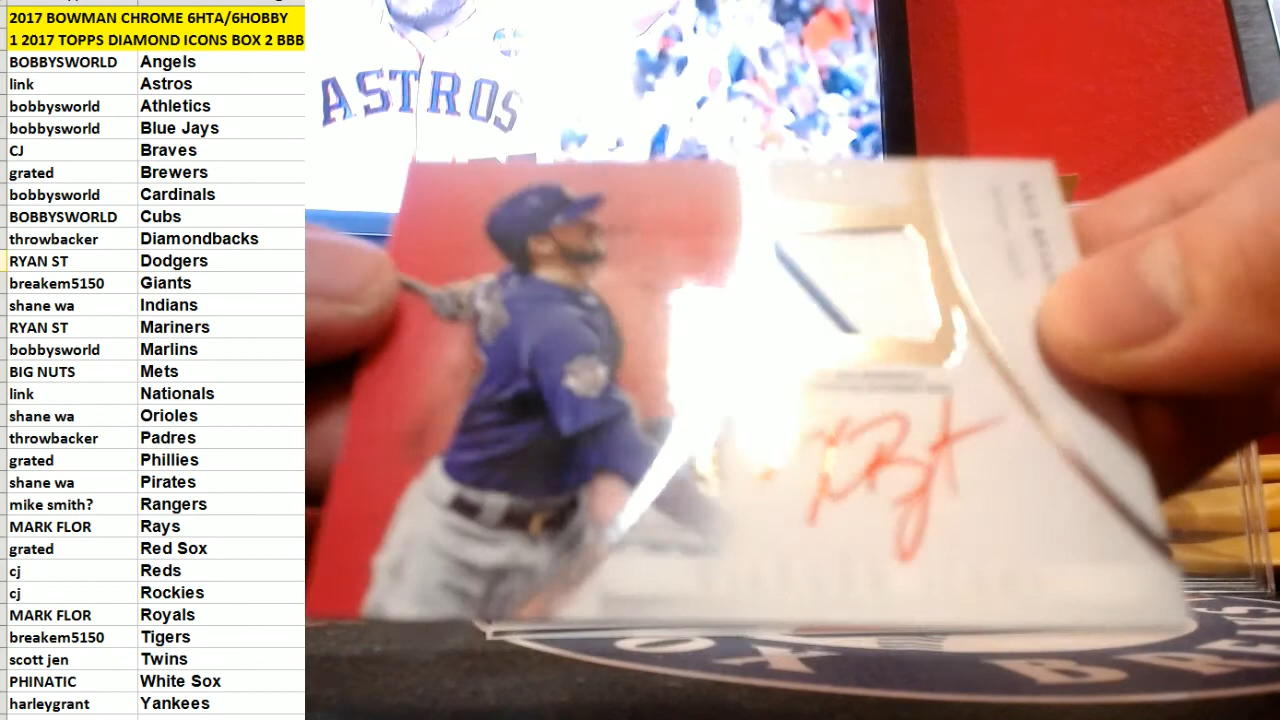 2017 BOWMAN CHROME 6HTA/6HOBBY
1 2017 TOPPS DIAMOND ICONS BOX 2 BBB
BOBBYSWORLD Angels
link Astros
bobbysworld Athletics
bobbysworld Blue Jays
CJ Braves
grated Brewers
bobbysworld Cardinals
BOBBYSWORLD Cubs
throwbacker Diamondbacks
RYAN ST Dodgers
breakem5150 Giants
shane wa Indians
RYAN ST Mariners
bobbysworld Marlins
BIG NUTS Mets
link Nationals
shane wa Orioles
throwbacker Padres
grated Phillies
shane wa Pirates
mike smith? Rangers
MARK FLOR Rays
grated Red Sox
cj Reds
cj Rockies
MARK FLOR Royals
breakem5150 Tigers
scott jen Twins
PHINATIC White Sox
harleygrant Yankees
ASTROS
OX BRE